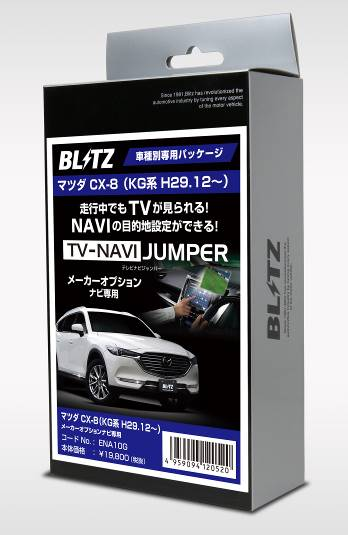 Since 1981,Blitz has revolutionized the
automotive industry by tuning every aspect
of the motor vehicle.
BLITZ
車種別専用パッケージ
マツダ CX-8（KG系 H29.12〜）
走行中でもTVが見られる!
NAVIの目的地設定ができる!
TV-NAVI JUMPER
テレビナビジャンパー
メーカーオプション
ナビ専用
BLITZ
マツダ CX-8(KG系 H29.12〜)
メーカーオプションナビ専用
コード No.： ENA10G
本体価格 ： ¥19,800 (税抜)
4 959094 120520
BLITZ